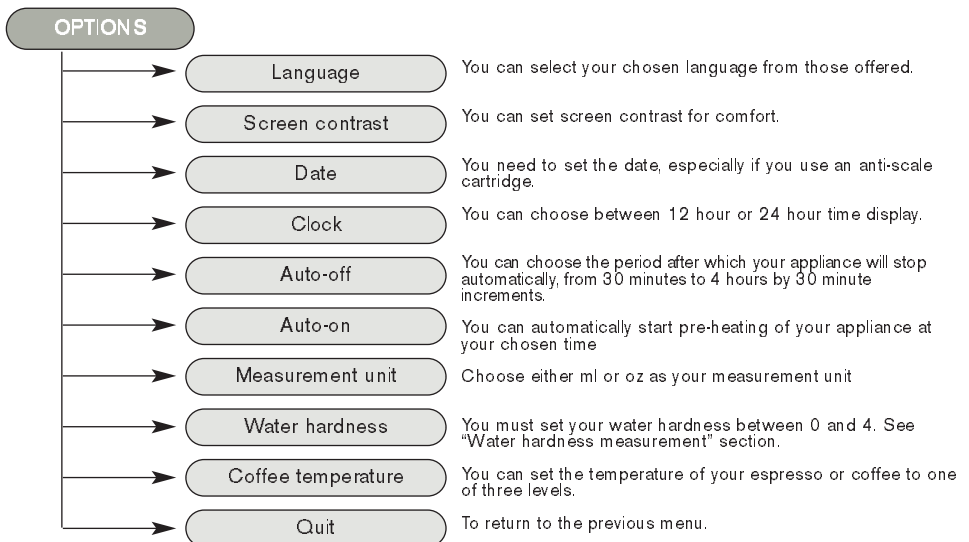 OPTIONS
Language
You can select your chosen language from those offered.
Screen contrast
You can set screen contrast for comfort.
Date
You need to set the date, especially if you use an anti-scale
cartridge.
Clock
You can choose between 12 hour or 24 hour time display.
Auto-off
You can choose the period after which your appliance will stop
automatically, from 30 minutes to 4 hours by 30 minute
increments.
Auto-on
You can automatically start pre-heating of your appliance at
your chosen time
Measurement unit
Choose either ml or oz as your measurement unit
Water hardness
You must set your water hardness between 0 and 4. See
“Water hardness measurement” section.
Coffee temperature
You can set the temperature of your espresso or coffee to one
of three levels.
Quit
To return to the previous menu.